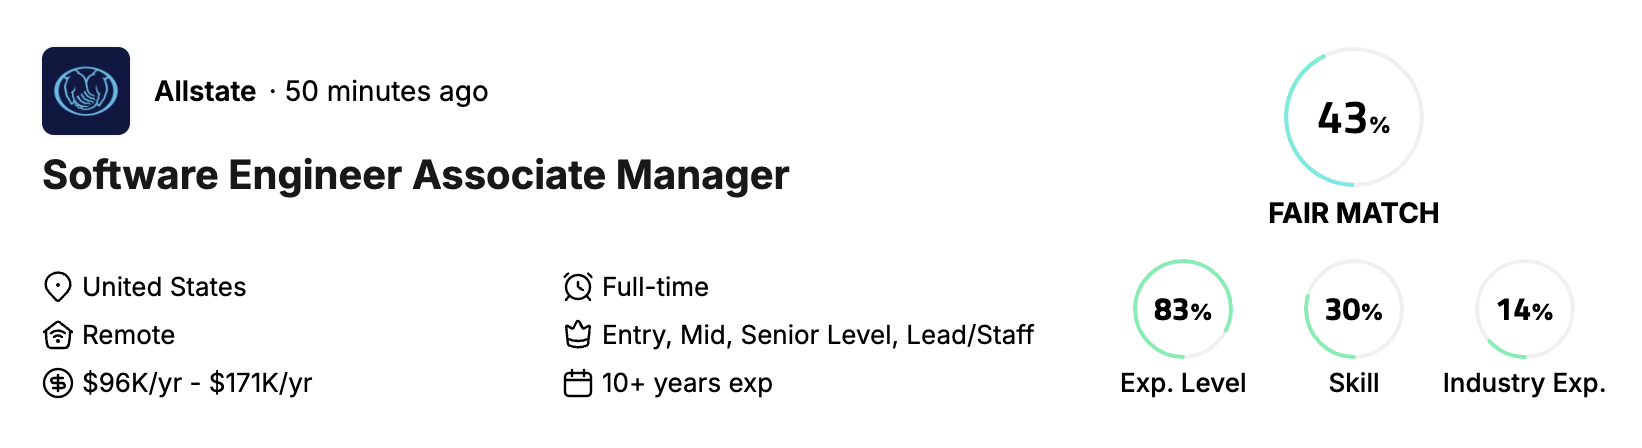 Allstate · 50 minutes ago
Software Engineer Associate Manager
United States
Full-time
Remote
Entry, Mid, Senior Level, Lead/Staff
$96K/yr - $171K/yr
10+ years exp
43%
FAIR MATCH
83%
Exp. Level
30%
Skill
14%
Industry Exp.